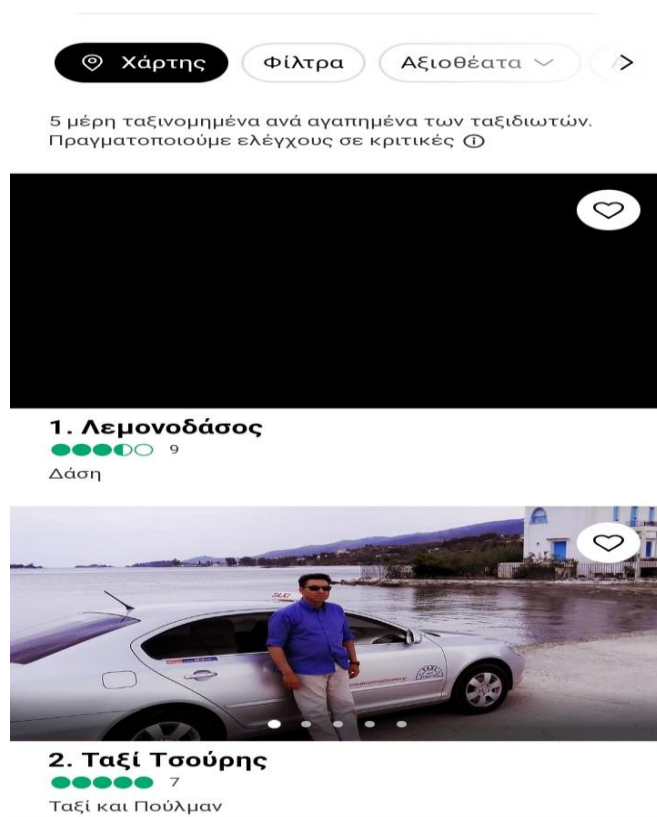 Χάρτης
Φίλτρα
Αξιοθέατα
5 μέρη ταξινομημένα ανά αγαπημένα των ταξιδιωτών.
Πραγματοποιούμε ελέγχους σε κριτικές
1. Λεμονοδάσος
9
Δάση
TAXI
TAXI
2. Ταξί Τσούρης
7
Ταξί και Πούλμαν